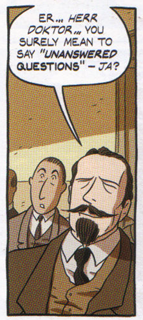 ER... HERR
DOKTOR... YOU
SURELY MEAN TO
SAY "UNANSWERED
QUESTIONS" — JA?